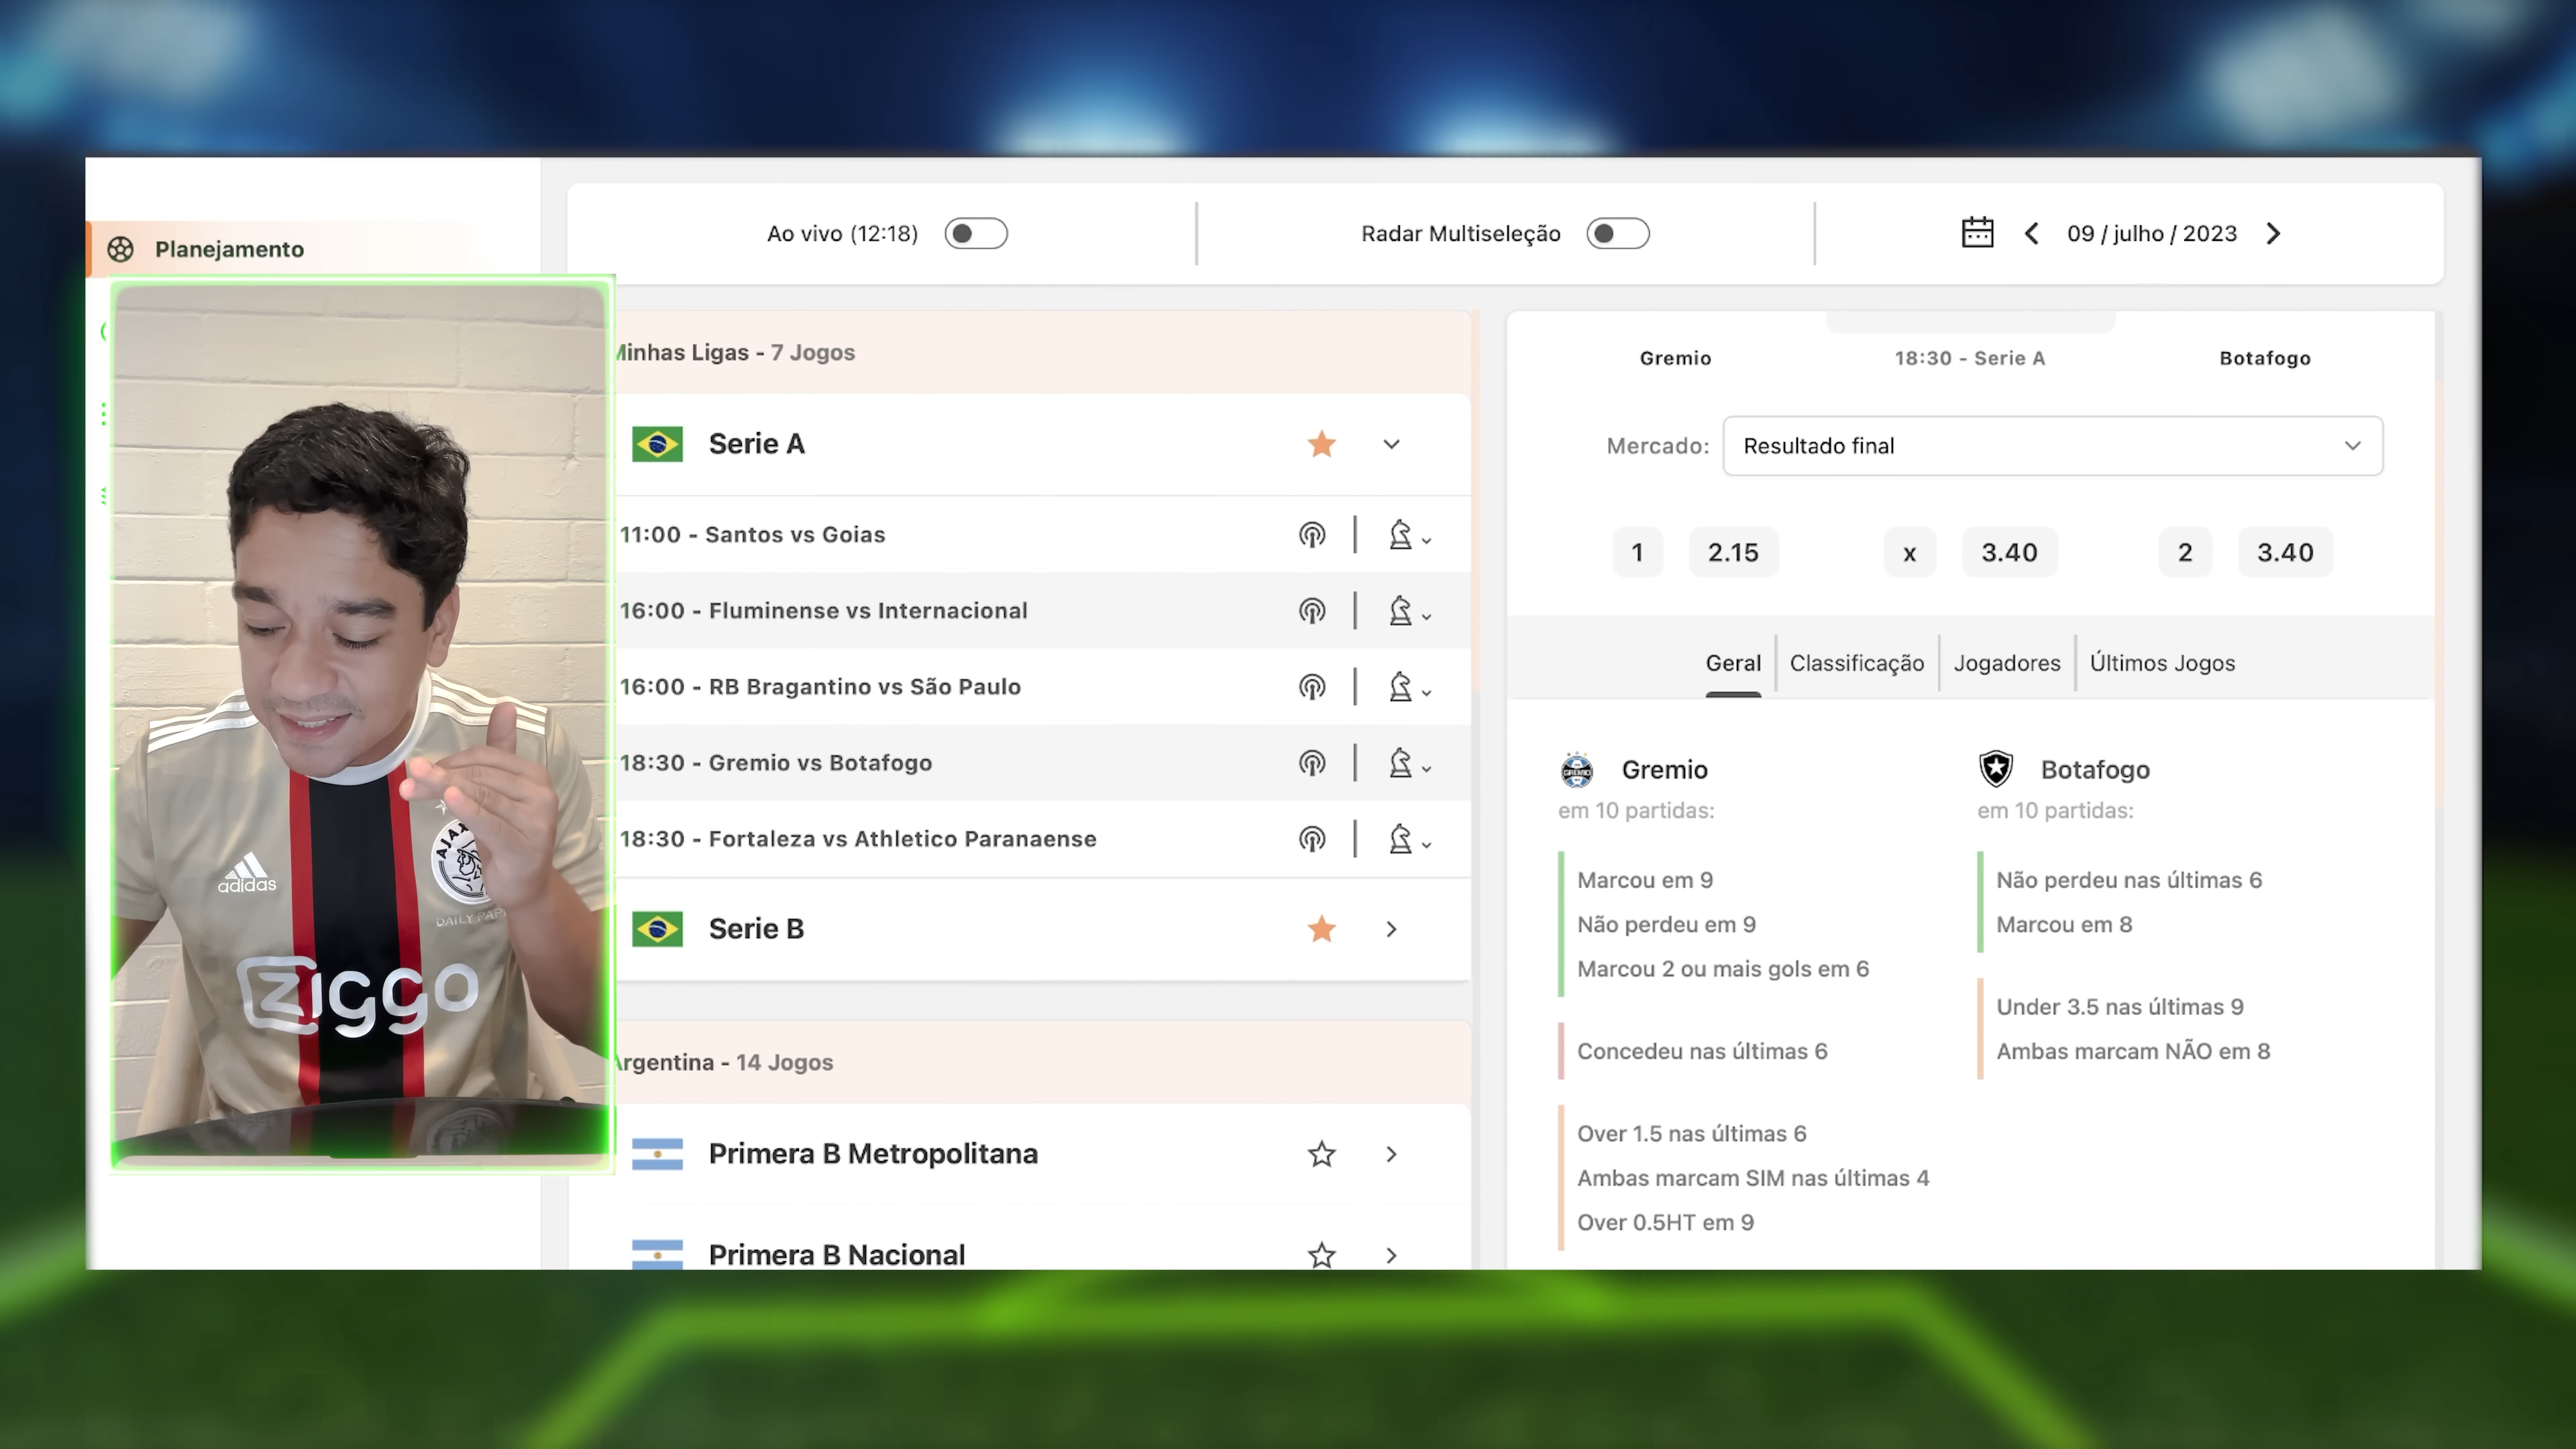 Planejamento
Ao vivo (12:18)
Radar Multiseleção
09 / julho / 2023
Minhas Ligas - 7 Jogos
Serie A
11:00 - Santos vs Goias
16:00 - Fluminense vs Internacional
16:00 - RB Bragantino vs São Paulo
18:30 - Gremio vs Botafogo
18:30 - Fortaleza vs Athletico Paranaense
Serie B
Argentina - 14 Jogos
Primera B Metropolitana
Primera B Nacional
Gremio
18:30 - Serie A
Botafogo
Mercado:
Resultado final
1 2.15
x 3.40
2 3.40
Geral
Classificação
Jogadores
Últimos Jogos
Gremio
em 10 partidas:
Marcou em 9
Não perdeu em 9
Marcou 2 ou mais gols em 6
Concedeu nas últimas 6
Over 1.5 nas últimas 6
Ambas marcam SIM nas últimas 4
Over 0.5HT em 9
Botafogo
em 10 partidas:
Não perdeu nas últimas 6
Marcou em 8
Under 3.5 nas últimas 9
Ambas marcam NÃO em 8
adidas
AJAX
DAILY PAP
Ziggo